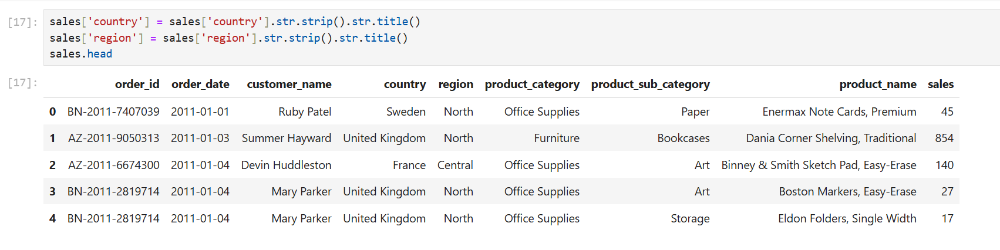 [17]: sales['country'] = sales['country'].str.strip().str.title()
sales['region'] = sales['region'].str.strip().str.title()
sales.head
[17]: order_id order_date customer_name country region product_category product_sub_category product_name sales
0 BN-2011-7407039 2011-01-01 Ruby Patel Sweden North Office Supplies Paper Enermax Note Cards, Premium 45
1 AZ-2011-9050313 2011-01-03 Summer Hayward United Kingdom North Furniture Bookcases Dania Corner Shelving, Traditional 854
2 AZ-2011-6674300 2011-01-04 Devin Huddleston France Central Office Supplies Art Binney & Smith Sketch Pad, Easy-Erase 140
3 BN-2011-2819714 2011-01-04 Mary Parker United Kingdom North Office Supplies Art Boston Markers, Easy-Erase 27
4 BN-2011-2819714 2011-01-04 Mary Parker United Kingdom North Office Supplies Storage Eldon Folders, Single Width 17